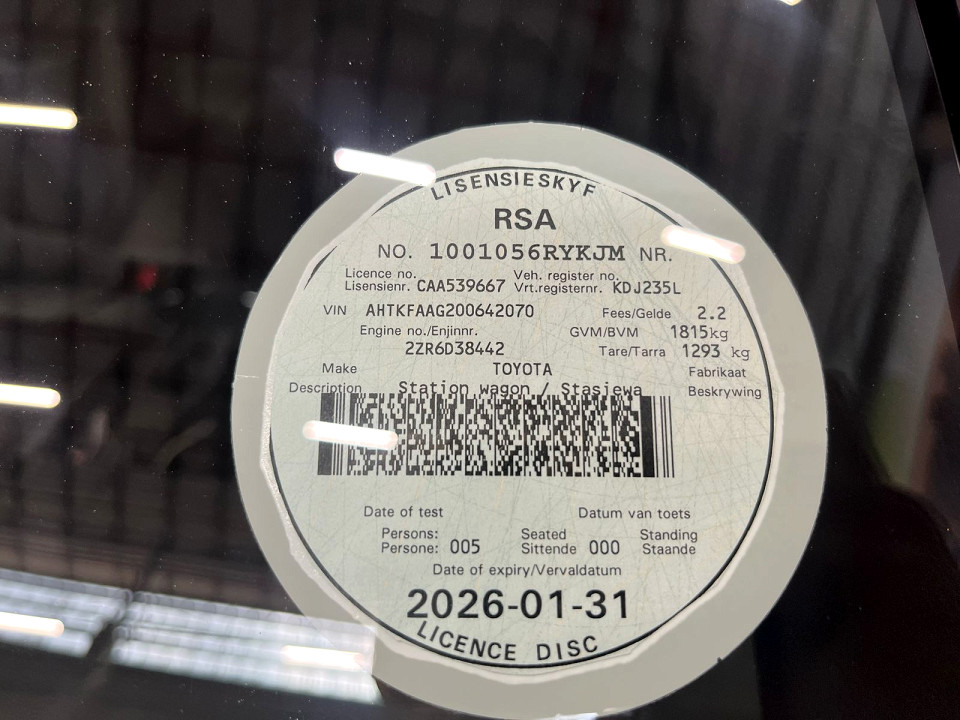 LISENSIESKYF
RSA
NO. 1001056RYKJM NR.
Licence no. Veh. register no.
Lisensienr. CAA539667 Vrt.registernr. KDJ235L
VIN AHTKFAAG200642070 Fees/Gelde 2.2
Engine no./Enjinnr. GVM/BVM 1815kg
2ZR6D38442 Tare/Tarra 1293 kg
Make TOYOTA Fabrikaat
Description Station wagon / Stasiewa Beskrywing
Date of test Datum van toets
Persons: Seated Standing
Persone: 005 Sittende 000 Staande
Date of expiry/Vervaldatum
2026-01-31
LICENCE DISC